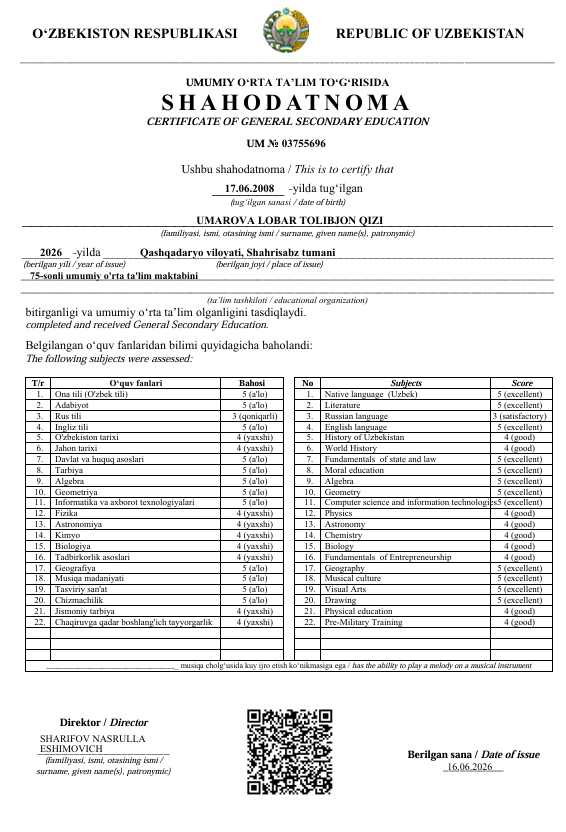 O‘ZBEKISTON RESPUBLIKASI REPUBLIC OF UZBEKISTAN
UMUMIY O‘RTA TA’LIM TO‘G‘RISIDA
SHAHODATNOMA
CERTIFICATE OF GENERAL SECONDARY EDUCATION
UM № 03755696
Ushbu shahodatnoma / This is to certify that
17.06.2008 -yilda tug‘ilgan
(tug‘ilgan sanasi / date of birth)
UMAROVA LOBAR TOLIBJON QIZI
(familiyasi, ismi, otasining ismi / surname, given name(s), patronymic)
2026 -yilda Qashqadaryo viloyati, Shahrisabz tumani
(berilgan yili / year of issue) (berilgan joyi / place of issue)
75-sonli umumiy o'rta ta'lim maktabini
(ta’lim tashkiloti / educational organization)
bitirganligi va umumiy o‘rta ta’lim olganligini tasdiqlaydi.
completed and received General Secondary Education.
Belgilangan o‘quv fanlaridan bilimi quyidagicha baholandi:
The following subjects were assessed:
T/r O‘quv fanlari Bahosi No Subjects Score
1. Ona tili (O'zbek tili) 5 (a'lo) 1. Native language (Uzbek) 5 (excellent)
2. Adabiyot 5 (a'lo) 2. Literature 5 (excellent)
3. Rus tili 3 (qoniqarli) 3. Russian language 3 (satisfactory)
4. Ingliz tili 5 (a'lo) 4. English language 5 (excellent)
5. O'zbekiston tarixi 4 (yaxshi) 5. History of Uzbekistan 4 (good)
6. Jahon tarixi 4 (yaxshi) 6. World History 4 (good)
7. Davlat va huquq asoslari 5 (a'lo) 7. Fundamentals of state and law 5 (excellent)
8. Tarbiya 5 (a'lo) 8. Moral education 5 (excellent)
9. Algebra 5 (a'lo) 9. Algebra 5 (excellent)
10. Geometriya 5 (a'lo) 10. Geometry 5 (excellent)
11. Informatika va axborot texnologiyalari 5 (a'lo) 11. Computer science and information technologies 5 (excellent)
12. Fizika 4 (yaxshi) 12. Physics 4 (good)
13. Astronomiya 4 (yaxshi) 13. Astronomy 4 (good)
14. Kimyo 4 (yaxshi) 14. Chemistry 4 (good)
15. Biologiya 4 (yaxshi) 15. Biology 4 (good)
16. Tadbirkorlik asoslari 4 (yaxshi) 16. Fundamentals of Entrepreneurship 4 (good)
17. Geografiya 5 (a'lo) 17. Geography 5 (excellent)
18. Musiqa madaniyati 5 (a'lo) 18. Musical culture 5 (excellent)
19. Tasviriy san'at 5 (a'lo) 19. Visual Arts 5 (excellent)
20. Chizmachilik 5 (a'lo) 20. Drawing 5 (excellent)
21. Jismoniy tarbiya 4 (yaxshi) 21. Physical education 4 (good)
22. Chaqiruvga qadar boshlang'ich tayyorgarlik 4 (yaxshi) 22. Pre-Military Training 4 (good)
musiqa cholg‘usida kuy ijro etish ko‘nikmasiga ega / has the ability to play a melody on a musical instrument
Direktor / Director
SHARIFOV NASRULLA
ESHIMOVICH
(familiyasi, ismi, otasining ismi /
surname, given name(s), patronymic)
Berilgan sana / Date of issue
16.06.2026